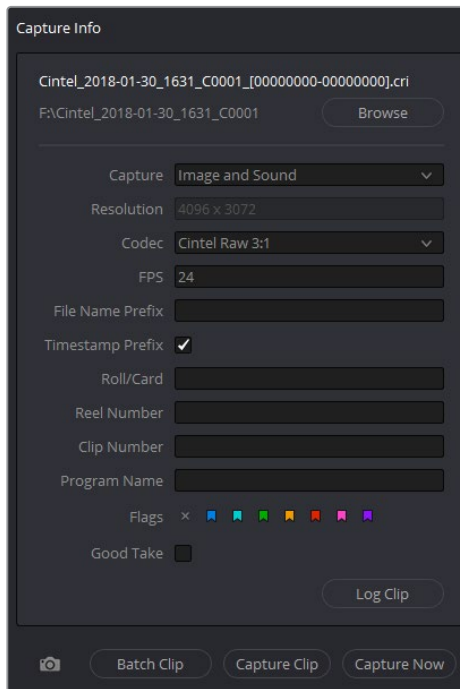 Capture Info
Cintel_2018-01-30_1631_C0001_[00000000-00000000].cri
F:\Cintel_2018-01-30_1631_C0001 Browse
Capture Image and Sound
Resolution 4096 x 3072
Codec Cintel Raw 3:1
FPS 24
File Name Prefix
Timestamp Prefix
Roll/Card
Reel Number
Clip Number
Program Name
Flags
Good Take
Log Clip
Batch Clip Capture Clip Capture Now